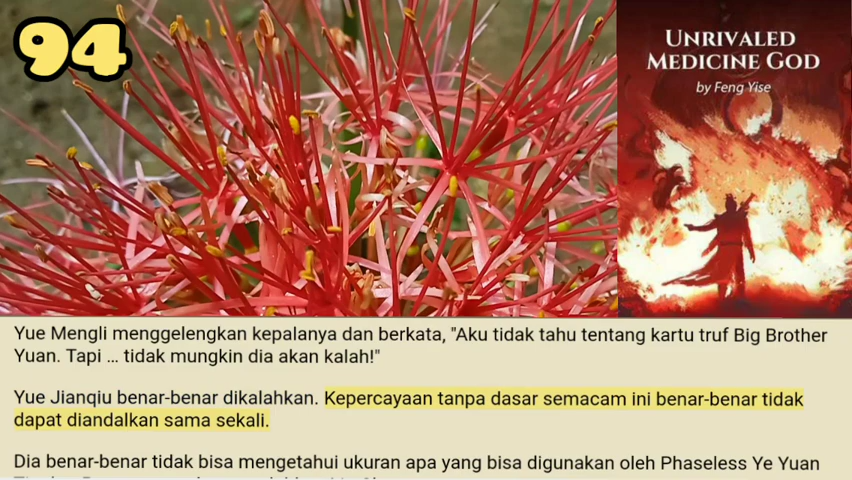 94
UNRIVALED
MEDICINE GOD
by Feng Yise
Yue Mengli menggelengkan kepalanya dan berkata, "Aku tidak tahu tentang kartu truf Big Brother
Yuan. Tapi ... tidak mungkin dia akan kalah!"
Yue Jianqiu benar-benar dikalahkan. Kepercayaan tanpa dasar semacam ini benar-benar tidak
dapat diandalkan sama sekali.
Dia benar-benar tidak bisa mengetahui ukuran apa yang bisa digunakan oleh Phaseless Ye Yuan